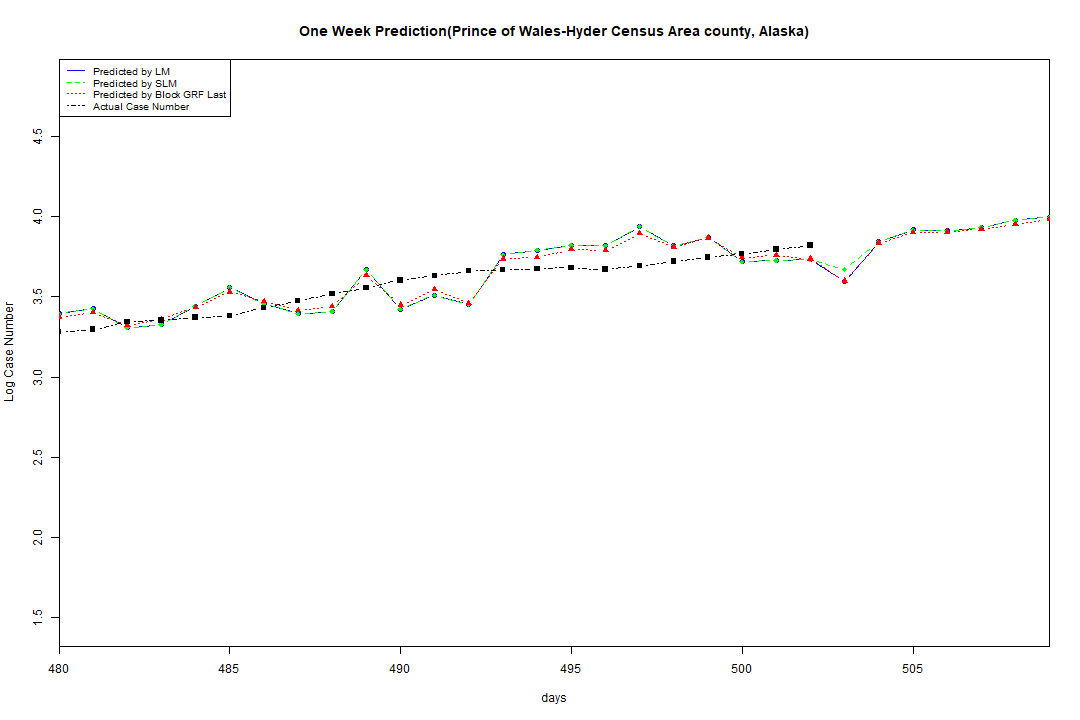 One Week Prediction(Prince of Wales-Hyder Census Area county, Alaska)
Predicted by LM
Predicted by SLM
Predicted by Block GRF Last
Actual Case Number
Log Case Number
4.5
4.0
3.5
3.0
2.5
2.0
1.5
480 485 490 495 500 505
days